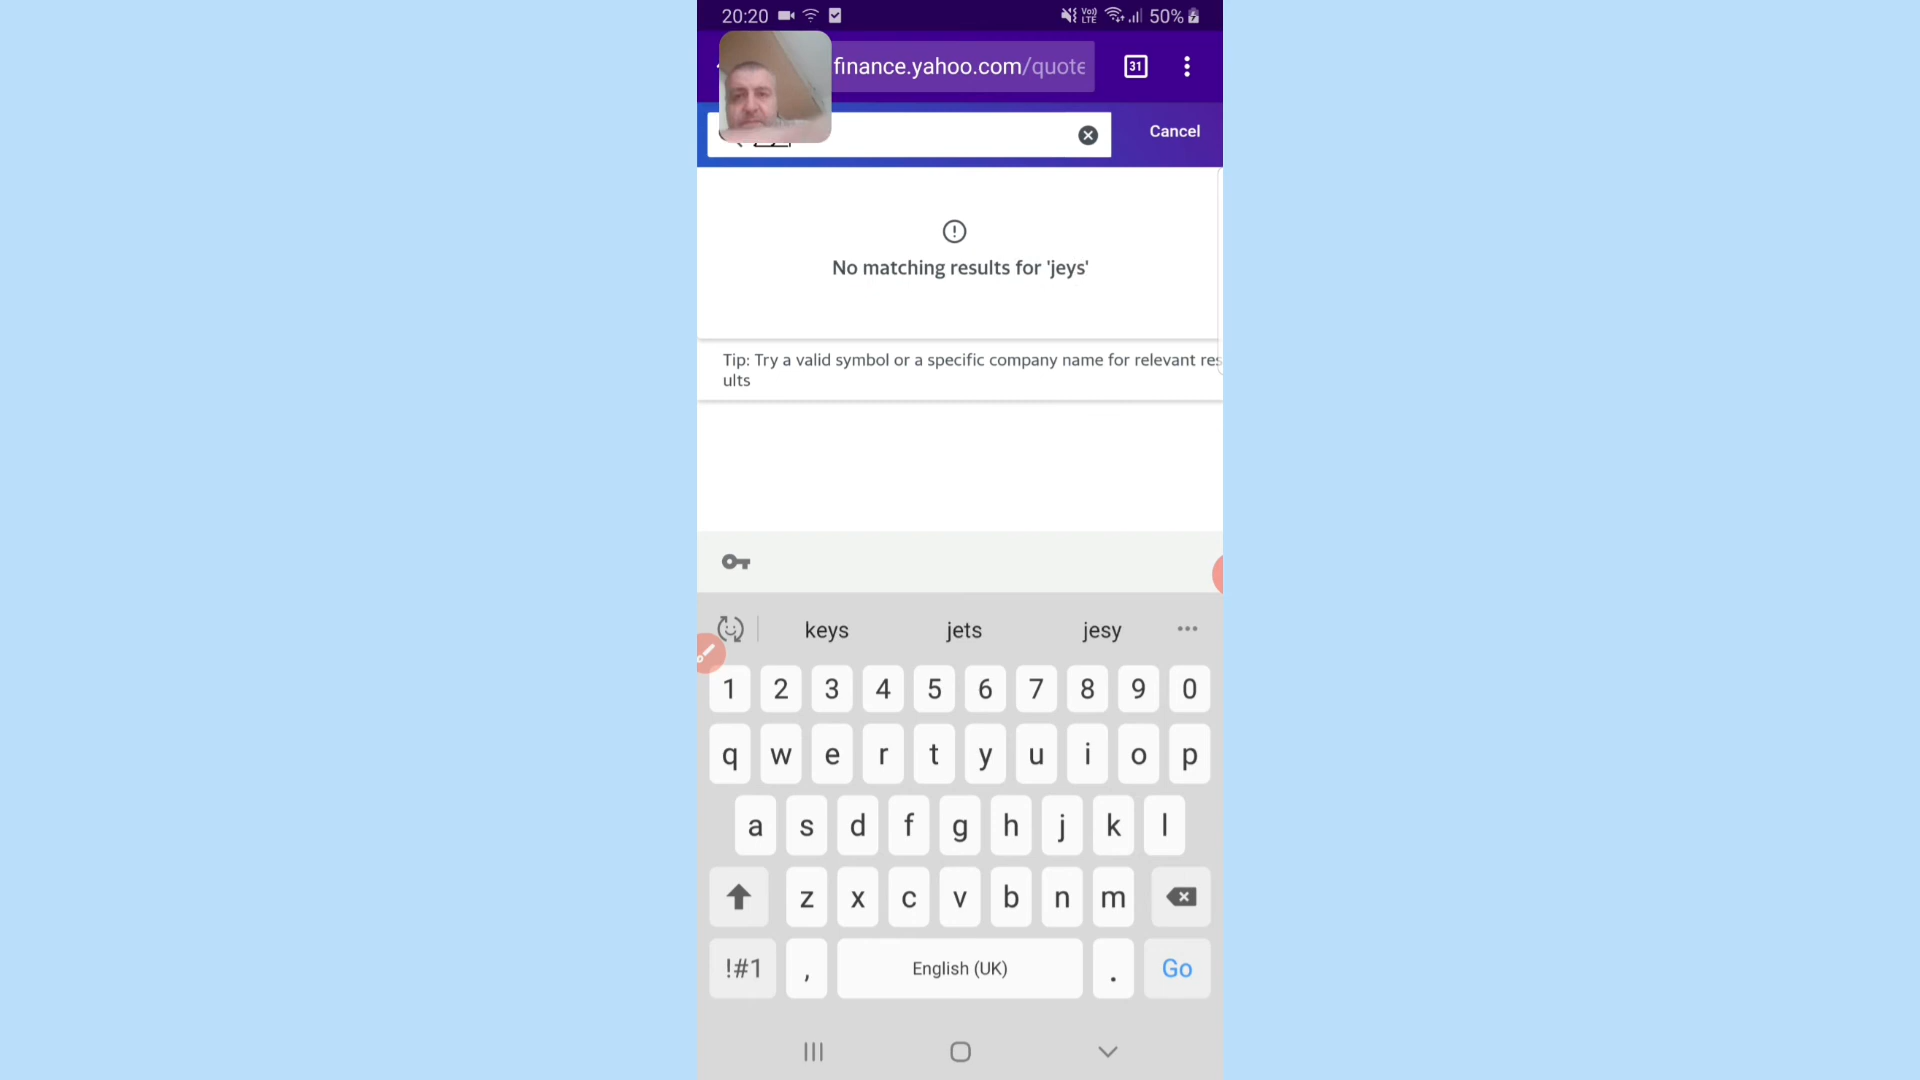 20:20
Vo)) LTE
50%
finance.yahoo.com/quote
31
Cancel
No matching results for 'jeys'
Tip: Try a valid symbol or a specific company name for relevant res
ults
keys jets jesy
1 2 3 4 5 6 7 8 9 0
q w e r t y u i o p
a s d f g h j k l
z x c v b n m
!#1 , English (UK) . Go